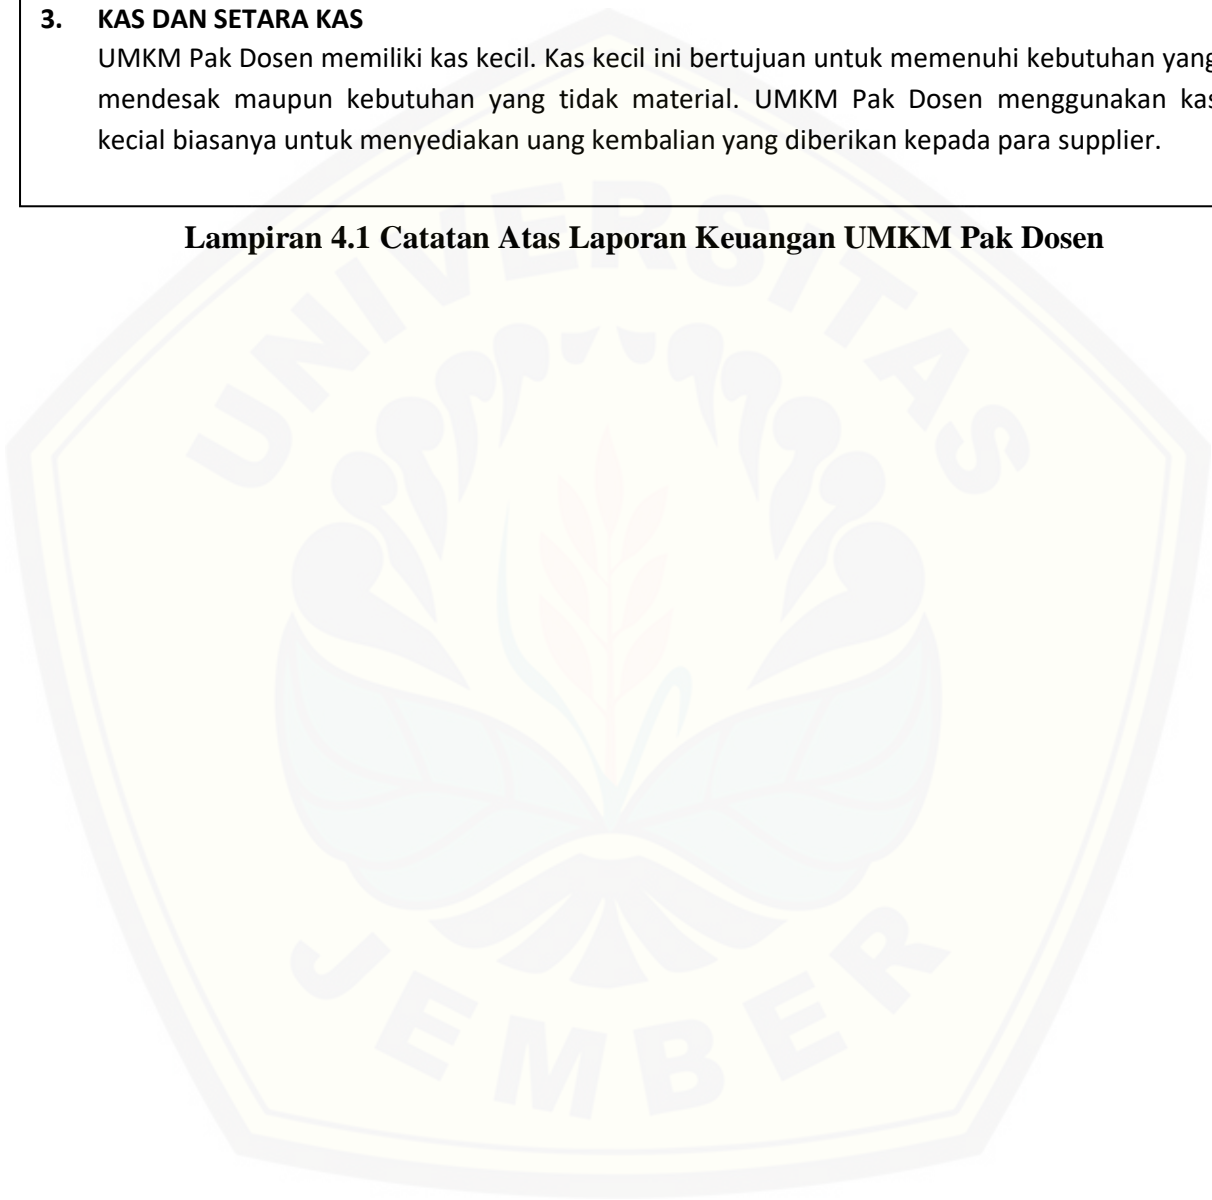 3. KAS DAN SETARA KAS
UMKM Pak Dosen memiliki kas kecil. Kas kecil ini bertujuan untuk memenuhi kebutuhan yang
mendesak maupun kebutuhan yang tidak material. UMKM Pak Dosen menggunakan kas
kecial biasanya untuk menyediakan uang kembalian yang diberikan kepada para supplier.
Lampiran 4.1 Catatan Atas Laporan Keuangan UMKM Pak Dosen
UNIVERSITAS
JEMBER